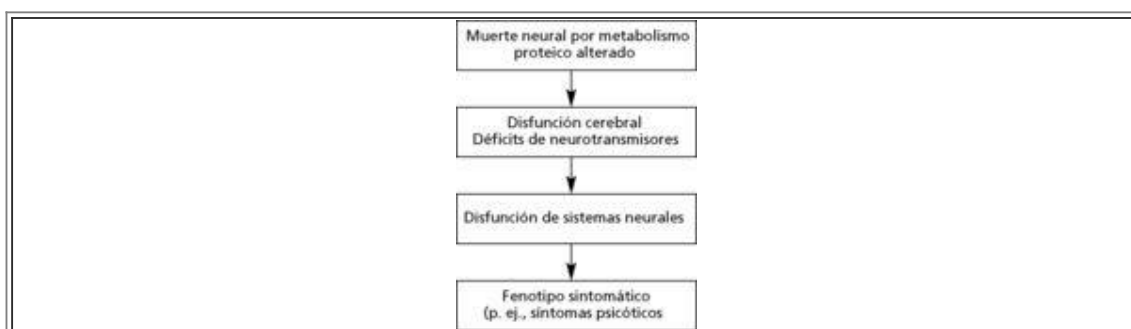 Muerte neural por metabolismo
proteico alterado
Disfunción cerebral
Déficits de neurotransmisores
Disfunción de sistemas neurales
Fenotipo sintomático
(p. ej., síntomas psicóticos